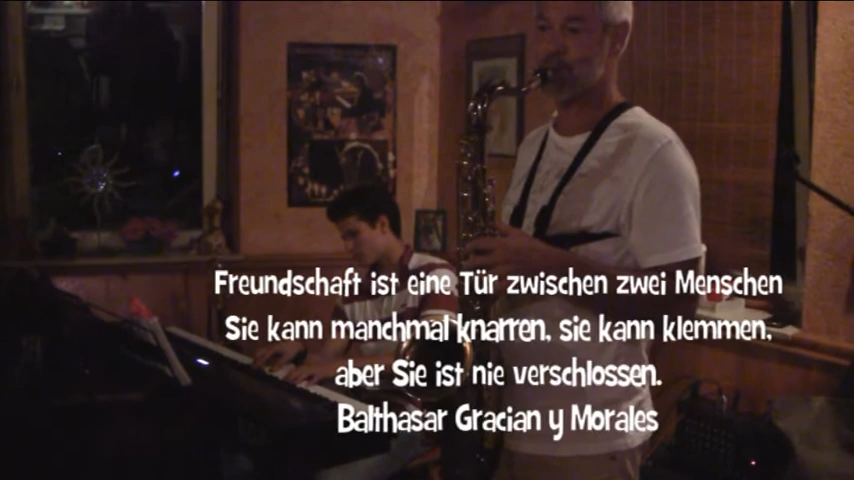 Freundschaft ist eine Tür zwischen zwei Menschen
Sie kann manchmal knarren, sie kann klemmen,
aber Sie ist nie verschlossen.
Balthasar Gracian y Morales